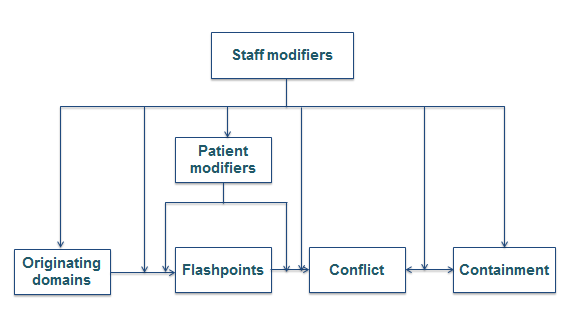 Staff modifiers
Patient
modifiers
Originating
domains
Flashpoints
Conflict
Containment